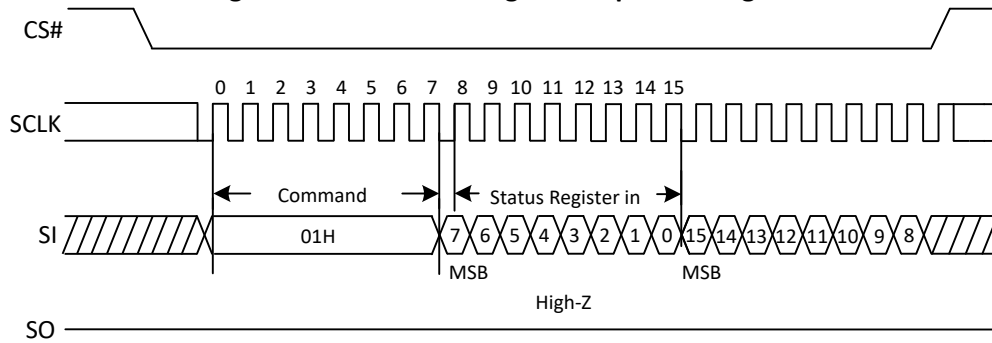 CS#
0 1 2 3 4 5 6 7 8 9 10 11 12 13 14 15
SCLK
Command Status Register in
SI 01H 7 6 5 4 3 2 1 0 15 14 13 12 11 10 9 8
MSB MSB
High-Z
SO